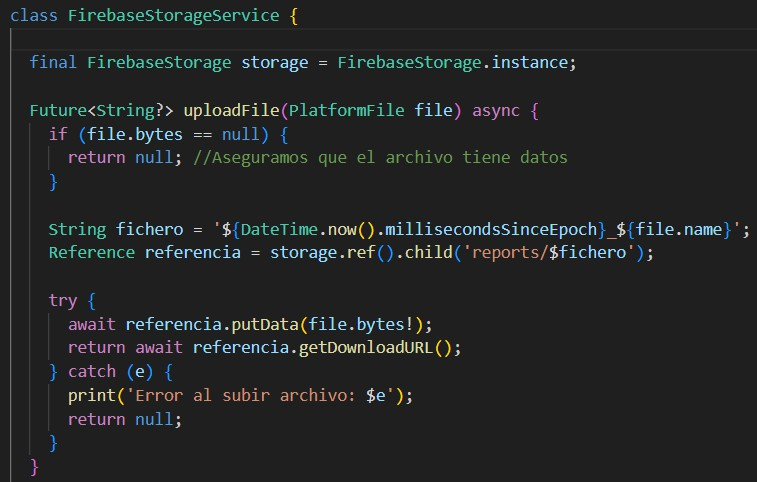 class FirebaseStorageService {
final FirebaseStorage storage = FirebaseStorage.instance;
Future<String?> uploadFile(PlatformFile file) async {
if (file.bytes == null) {
return null; //Aseguramos que el archivo tiene datos
}
String fichero = '${DateTime.now().millisecondsSinceEpoch}_${file.name}';
Reference referencia = storage.ref().child('reports/$fichero');
try {
await referencia.putData(file.bytes!);
return await referencia.getDownloadURL();
} catch (e) {
print('Error al subir archivo: $e');
return null;
}
}